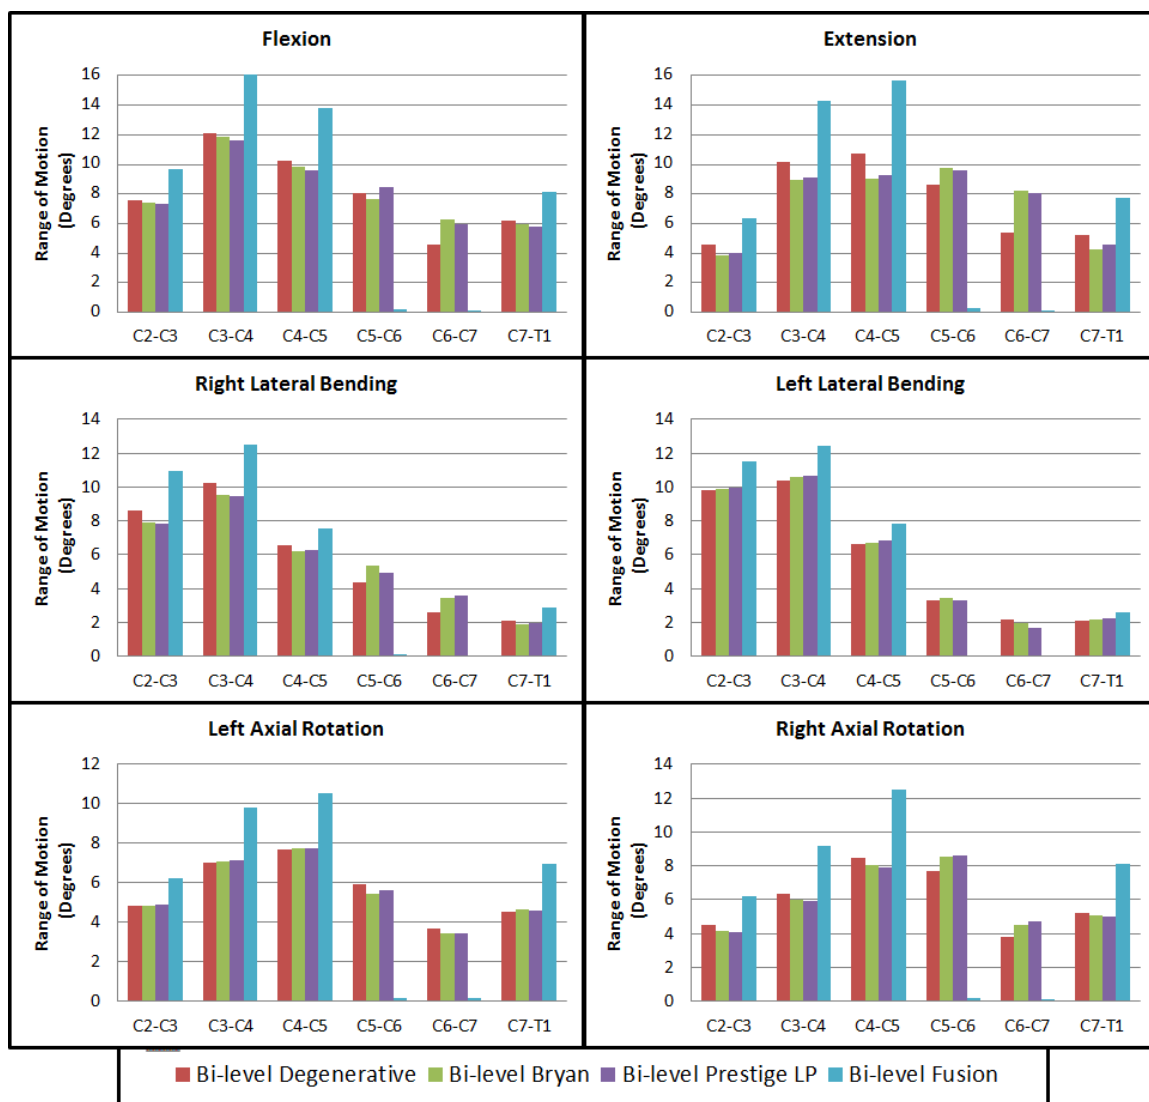 Flexion
Range of Motion
(Degrees)
16
14
12
10
8
6
4
2
0
C2-C3 C3-C4 C4-C5 C5-C6 C6-C7 C7-T1
Extension
Range of Motion
(Degrees)
16
14
12
10
8
6
4
2
0
C2-C3 C3-C4 C4-C5 C5-C6 C6-C7 C7-T1
Right Lateral Bending
Range of Motion
(Degrees)
14
12
10
8
6
4
2
0
C2-C3 C3-C4 C4-C5 C5-C6 C6-C7 C7-T1
Left Lateral Bending
Range of Motion
(Degrees)
14
12
10
8
6
4
2
0
C2-C3 C3-C4 C4-C5 C5-C6 C6-C7 C7-T1
Left Axial Rotation
Range of Motion
(Degrees)
12
10
8
6
4
2
0
C2-C3 C3-C4 C4-C5 C5-C6 C6-C7 C7-T1
Right Axial Rotation
Range of Motion
(Degrees)
14
12
10
8
6
4
2
0
C2-C3 C3-C4 C4-C5 C5-C6 C6-C7 C7-T1
Bi-level Degenerative Bi-level Bryan Bi-level Prestige LP Bi-level Fusion